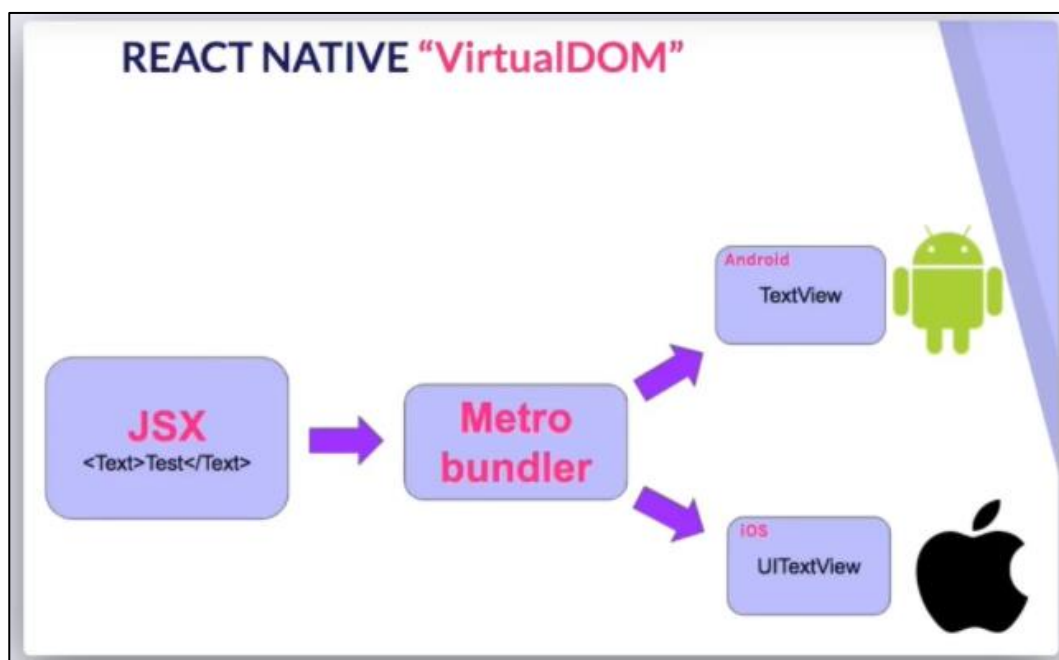 REACT NATIVE “VirtualDOM”
JSX
<Text>Test</Text>
Metro
bundler
Android
TextView
iOS
UITextView